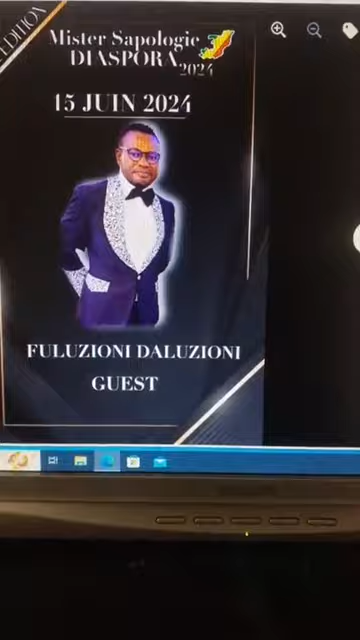 EDITION
Mister Sapologie
DIASPORA
2024
15 JUIN 2024
FULUZIONI DALUZIONI
GUEST